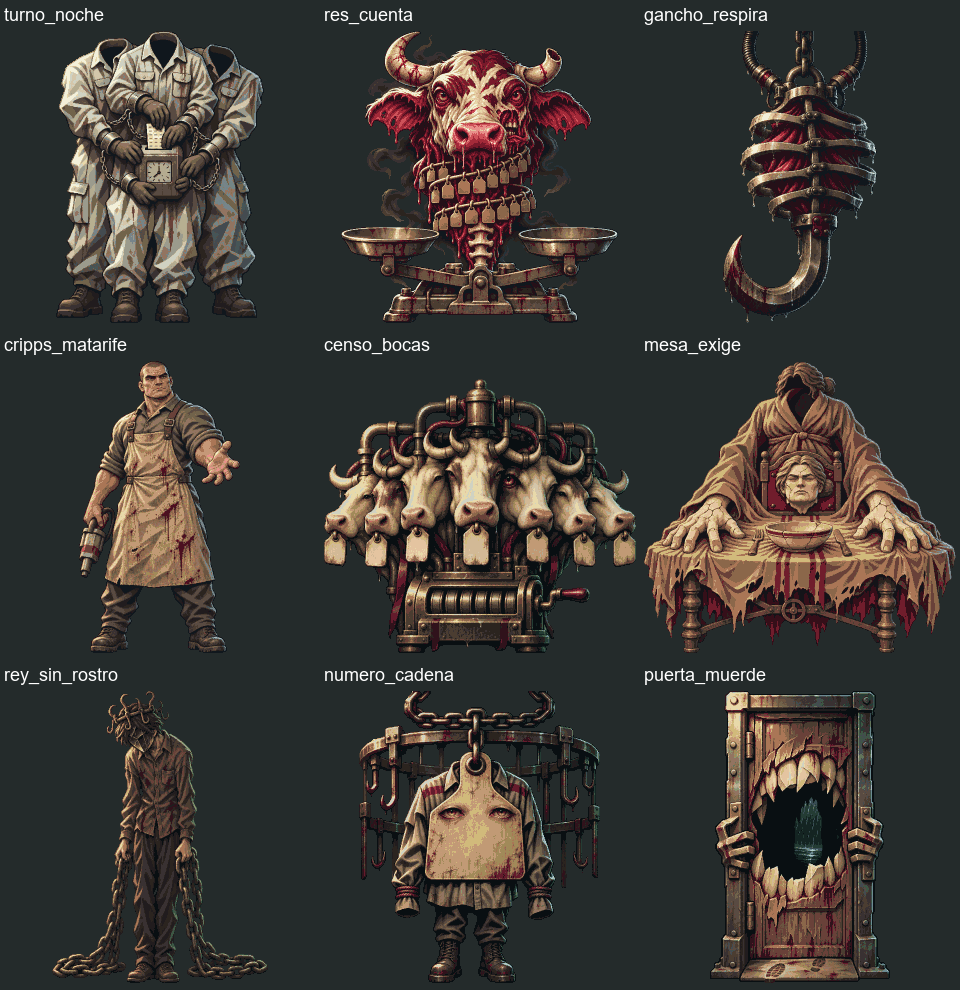 turno_noche
res_cuenta
gancho_respira
cripps_matarife
censo_bocas
mesa_exige
rey_sin_rostro
numero_cadena
puerta_muerde